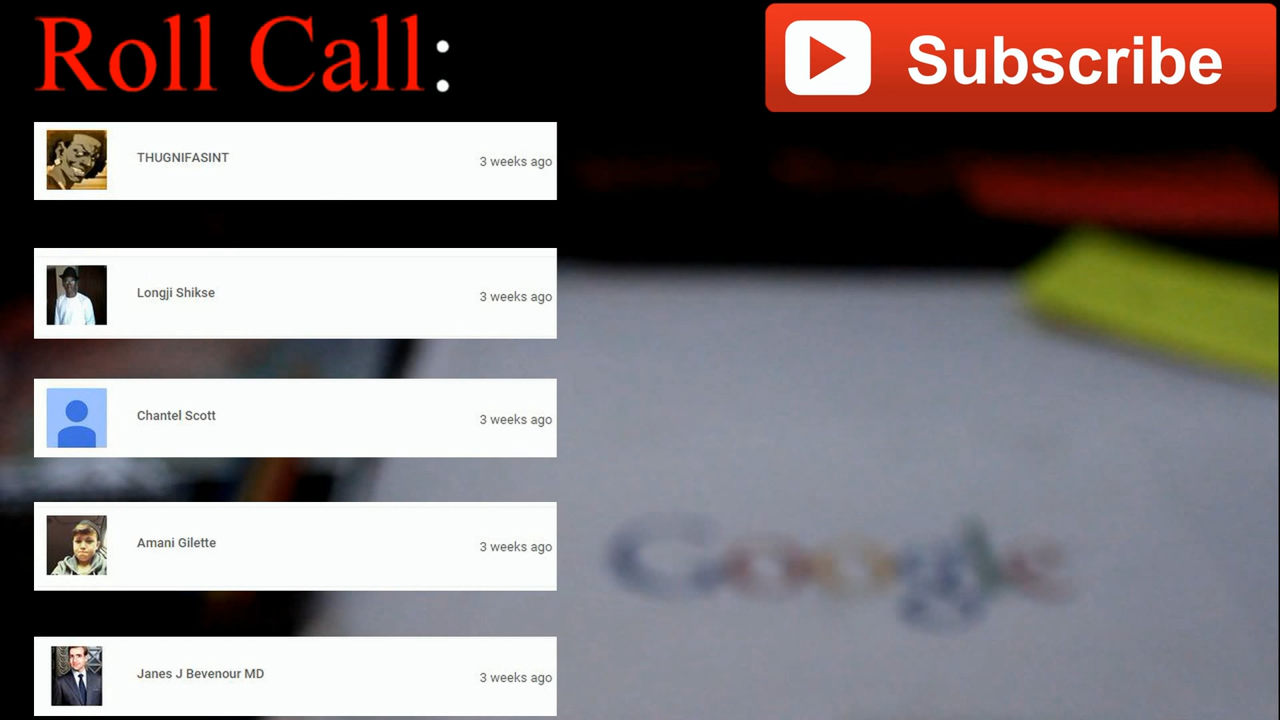 Roll Call:
Subscribe
THUGNIFASINT
3 weeks ago
Longji Shikse
3 weeks ago
Chantel Scott
3 weeks ago
Amani Gilette
3 weeks ago
Google
Janes J Bevenour MD
3 weeks ago